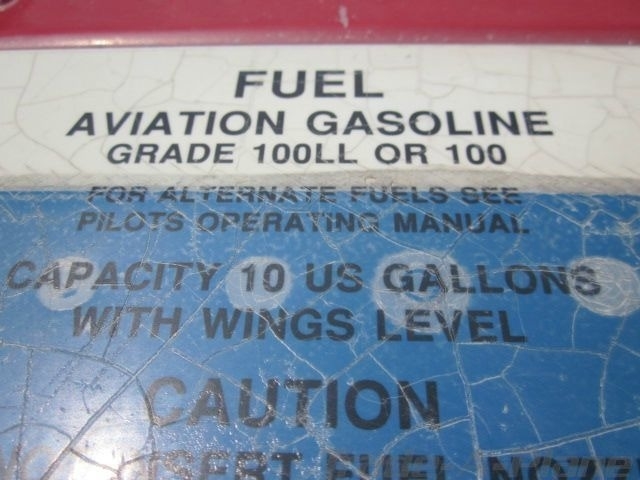 FUEL
AVIATION GASOLINE
GRADE 100LL OR 100
FOR ALTERNATE FUELS SEE
PILOTS OPERATING MANUAL
CAPACITY 10 US GALLONS
WITH WINGS LEVEL
CAUTION
FUEL